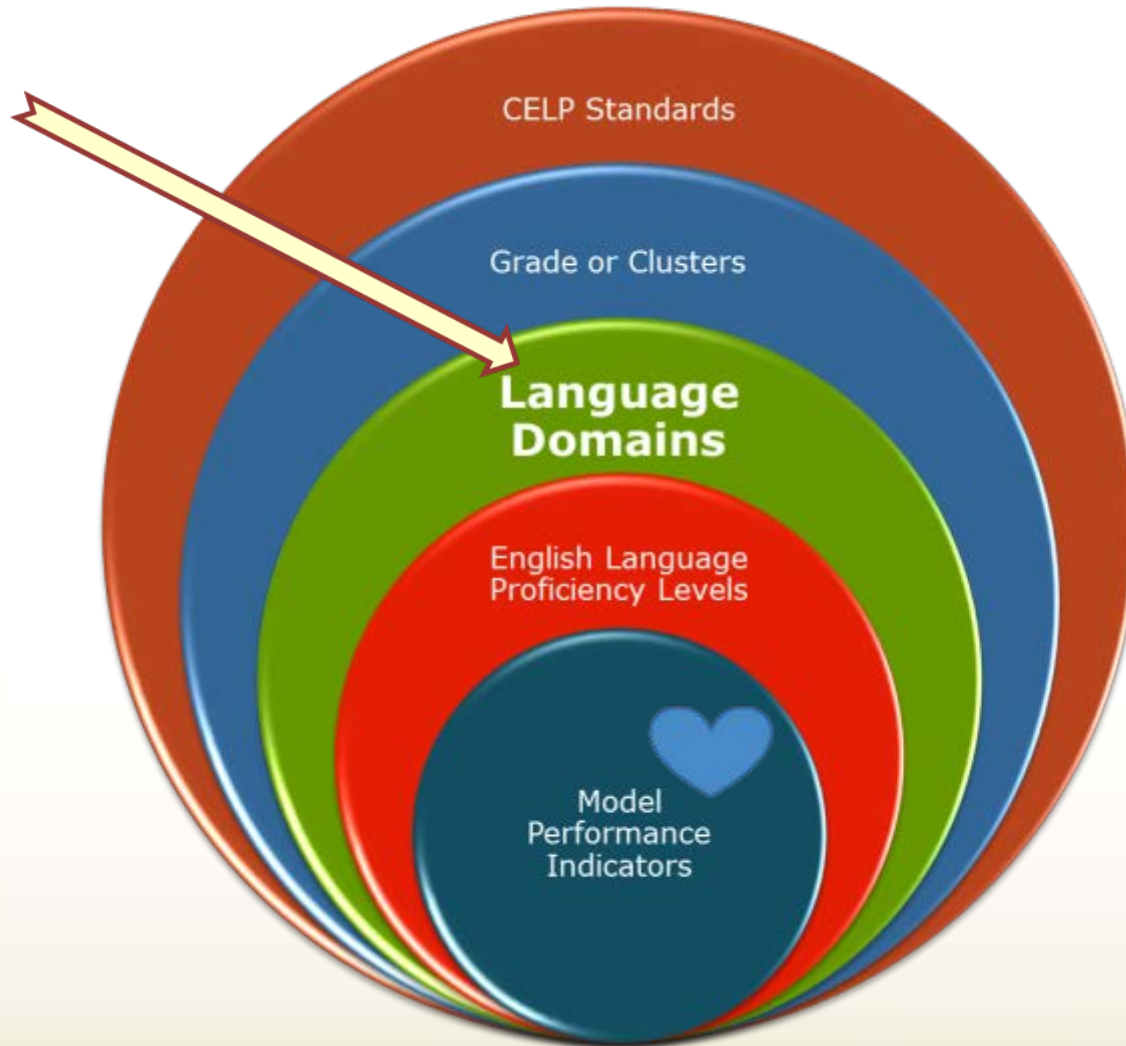 CELP Standards
Grade or Clusters
Language
Domains
English Language
Proficiency Levels
Model
Performance
Indicators